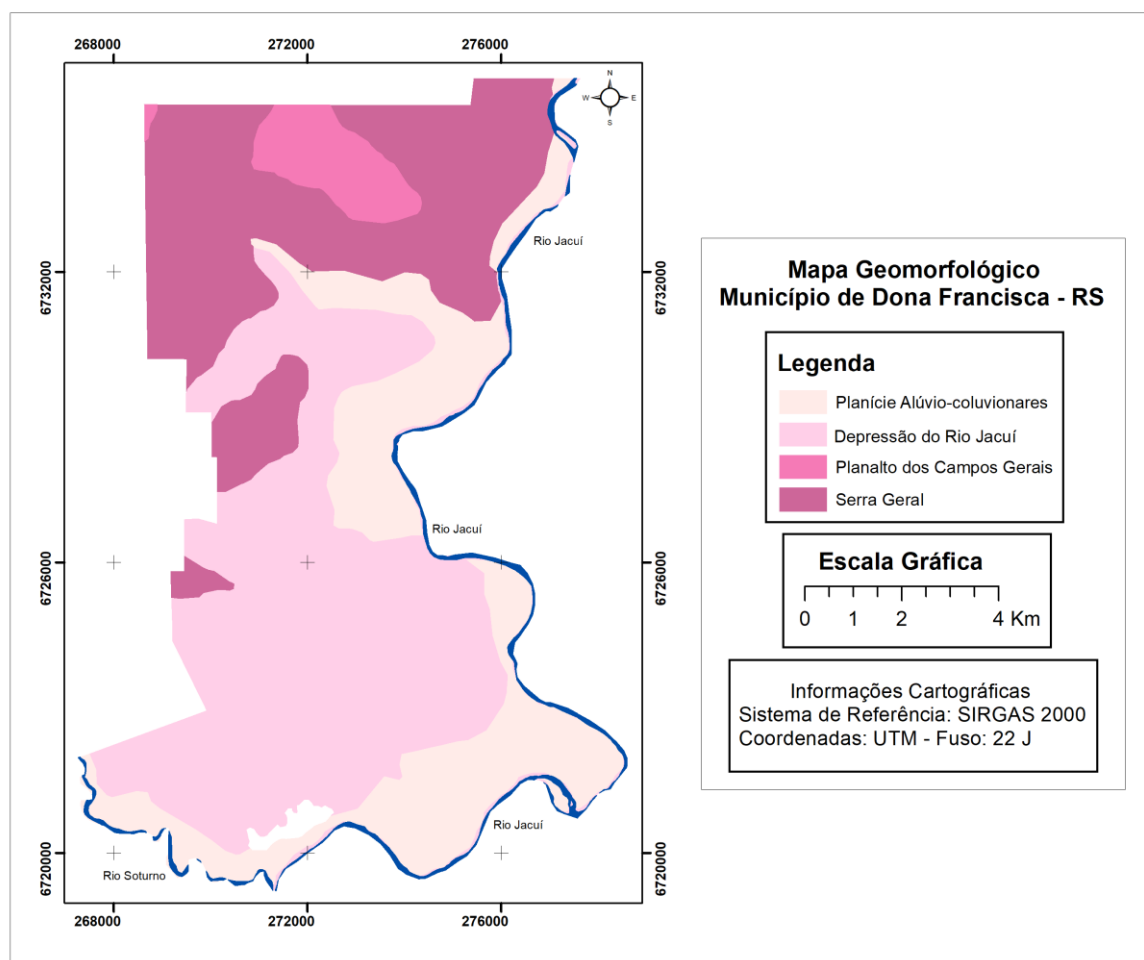 268000 272000 276000
N
W E
S
Rio Jacuí
6732000 6732000
Rio Jacuí
6726000 6726000
Rio Jacuí
6720000 6720000
Rio Soturno
268000 272000 276000
Mapa Geomorfológico
Município de Dona Francisca - RS
Legenda
Planície Alúvio-coluvionares
Depressão do Rio Jacuí
Planalto dos Campos Gerais
Serra Geral
Escala Gráfica
0 1 2 4 Km
Informações Cartográficas
Sistema de Referência: SIRGAS 2000
Coordenadas: UTM - Fuso: 22 J